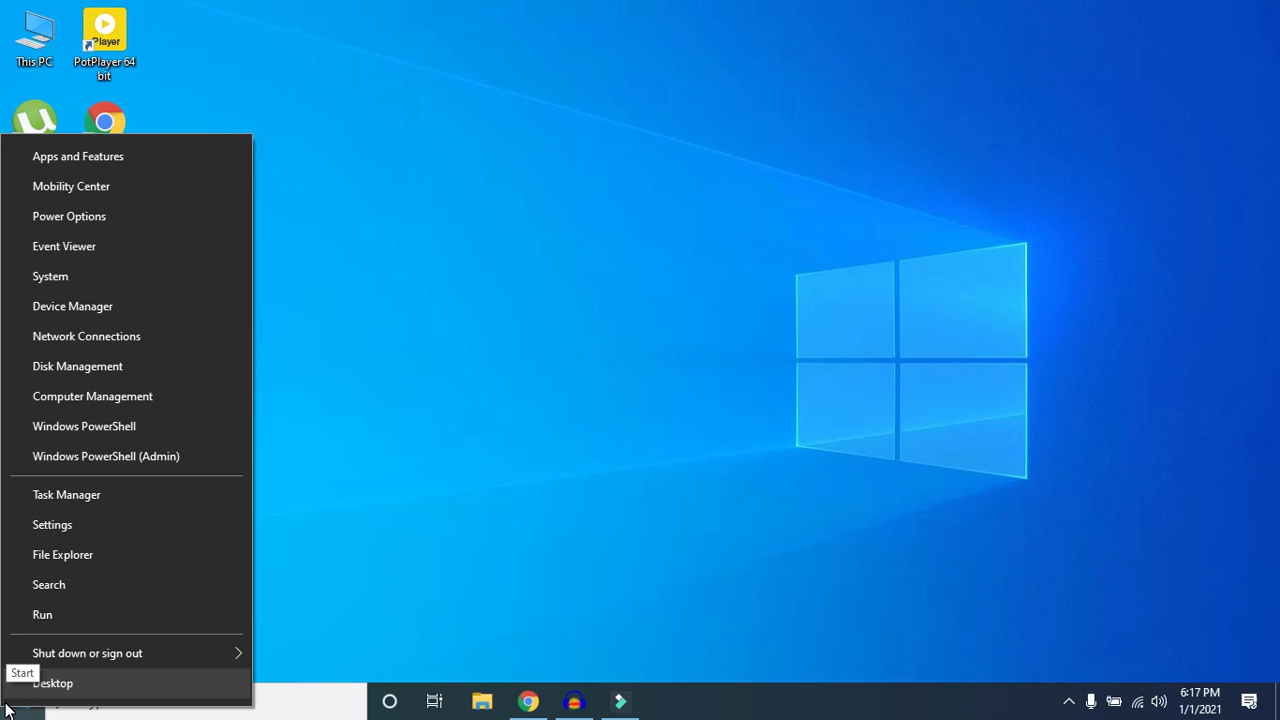 This PC
PotPlayer 64
bit
Player
Apps and Features
Mobility Center
Power Options
Event Viewer
System
Device Manager
Network Connections
Disk Management
Computer Management
Windows PowerShell
Windows PowerShell (Admin)
Task Manager
Settings
File Explorer
Search
Run
Shut down or sign out
Start
Desktop
6:17 PM
1/1/2021